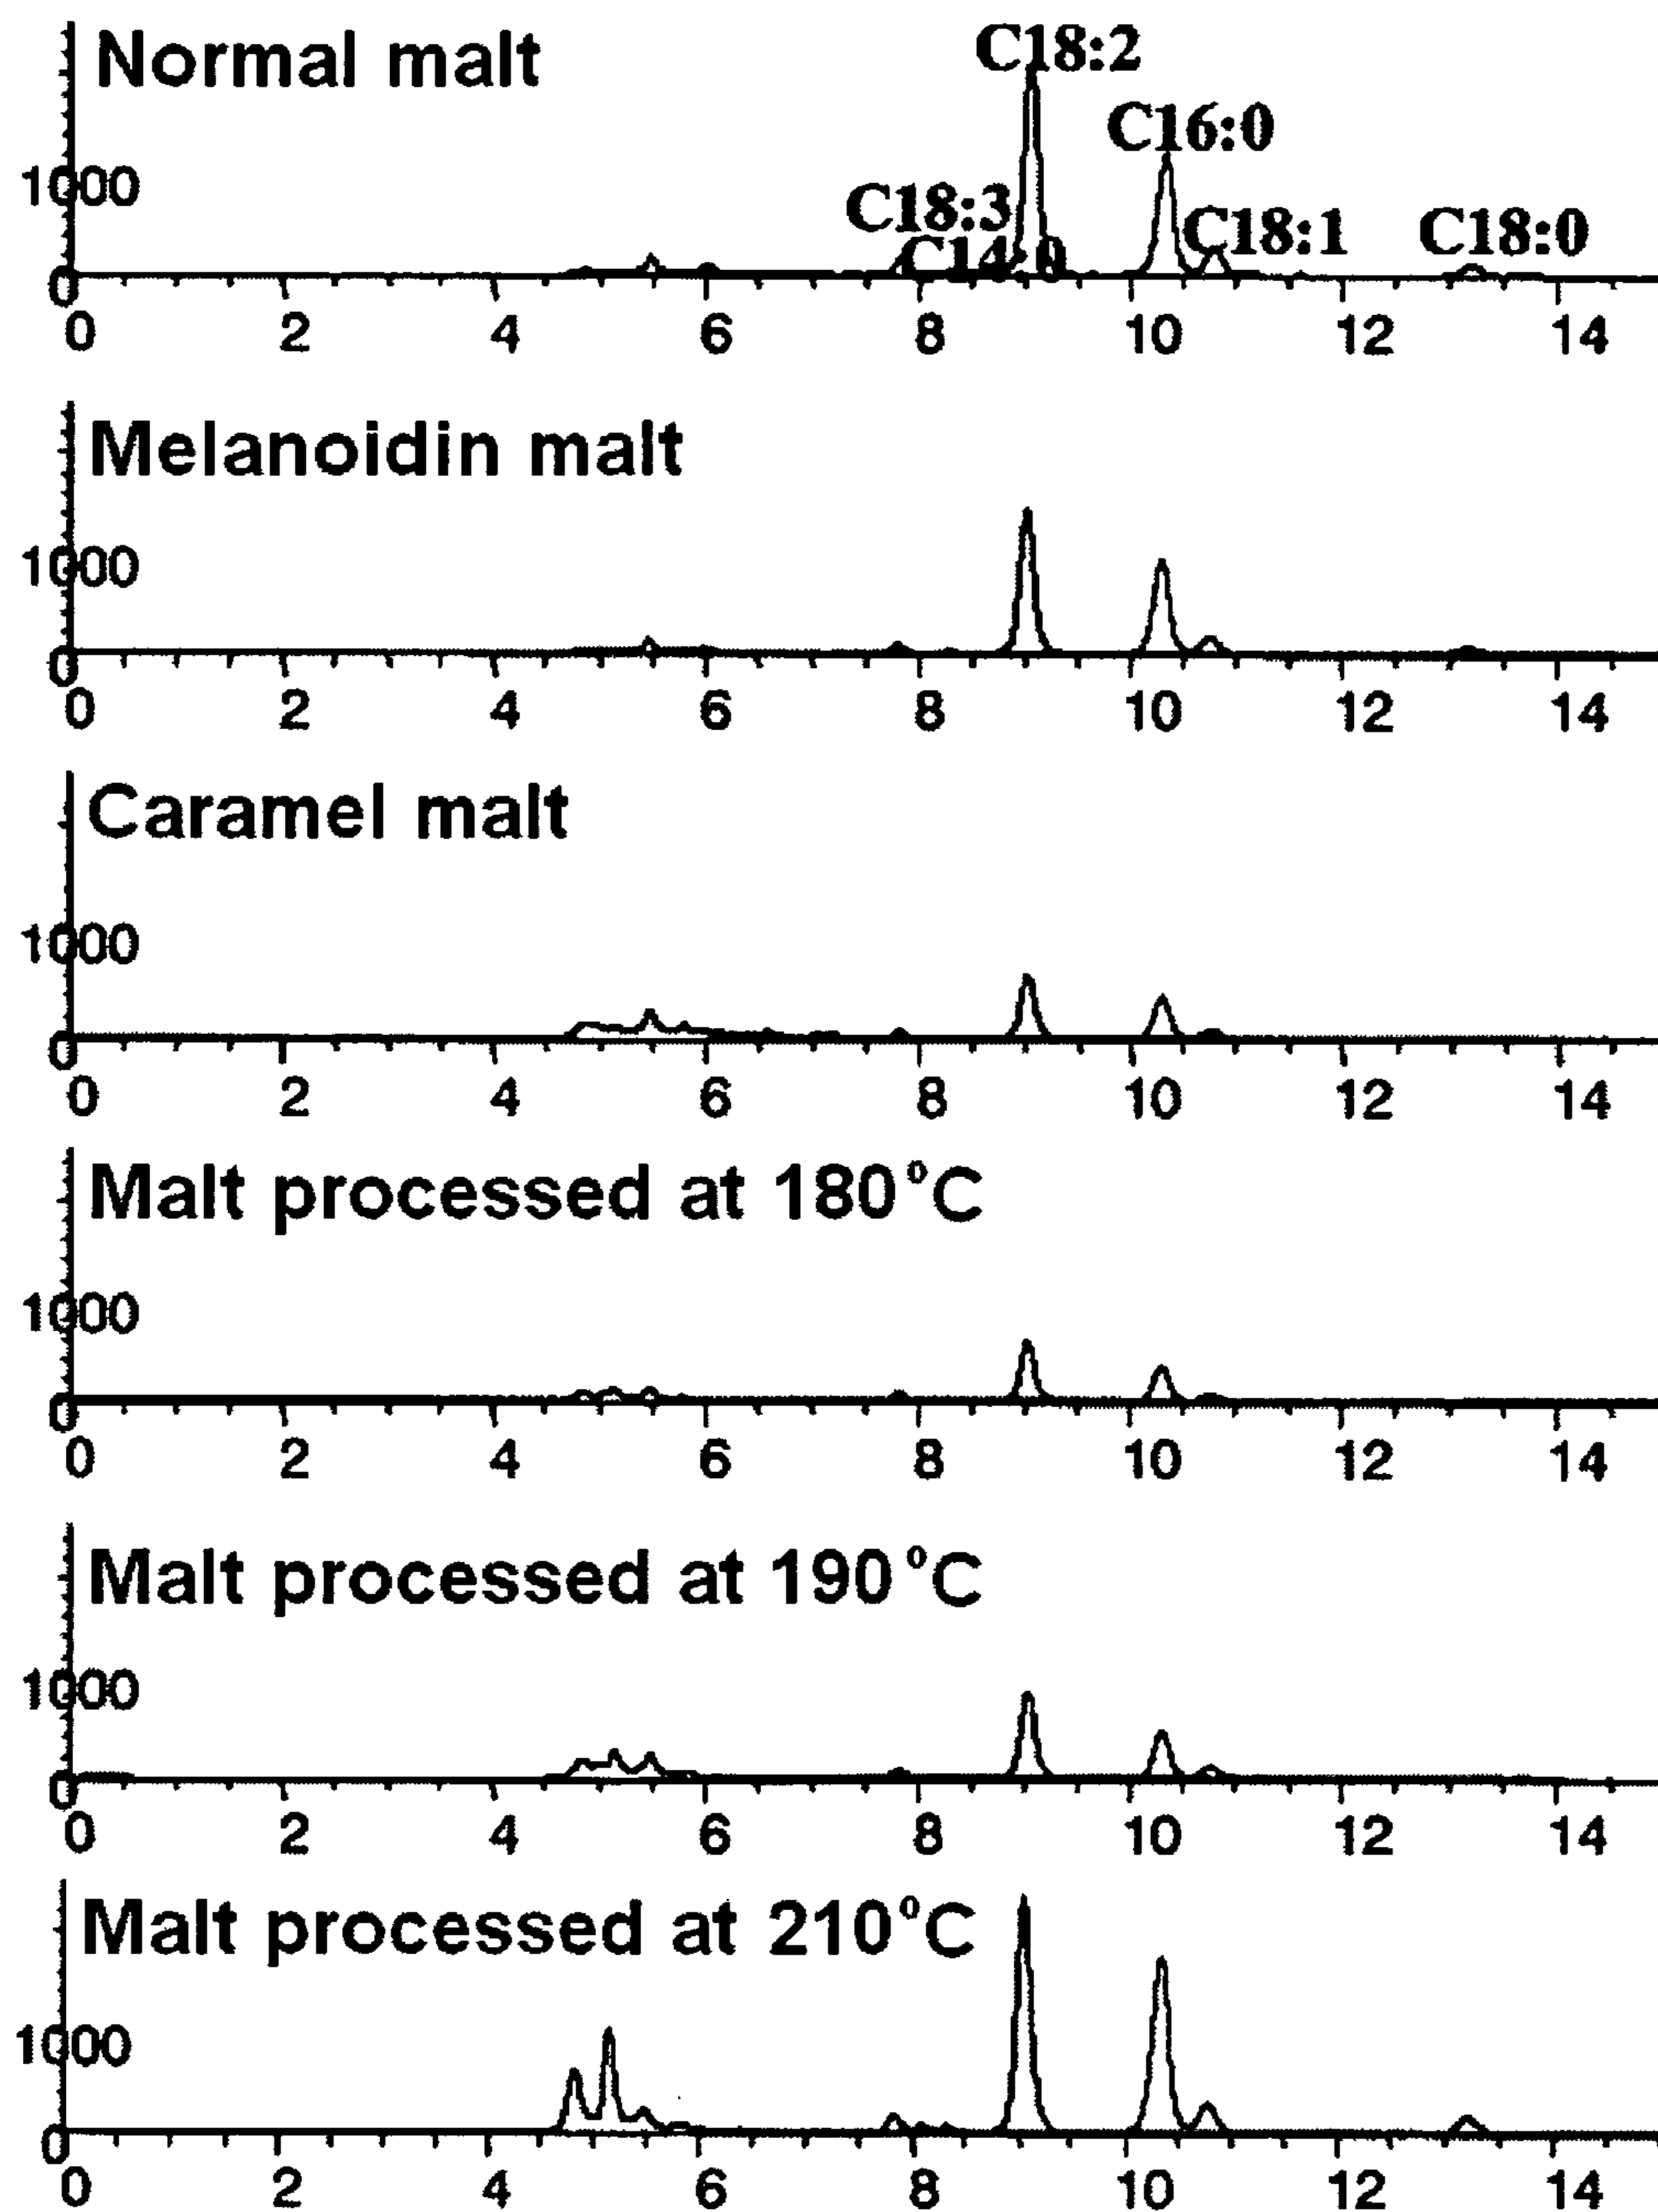 Normal malt
C18:2
C16:0
1000
C18:3
C18:1
C18:0
C14:0
0
0 2 4 6 8 10 12 14
Melanoidin malt
1000
0
0 2 4 6 8 10 12 14
Caramel malt
1000
0
0 2 4 6 8 10 12 14
Malt processed at 180°C
1000
0
0 2 4 6 8 10 12 14
Malt processed at 190°C
1000
0
0 2 4 6 8 10 12 14
Malt processed at 210°C
1000
0
0 2 4 6 8 10 12 14